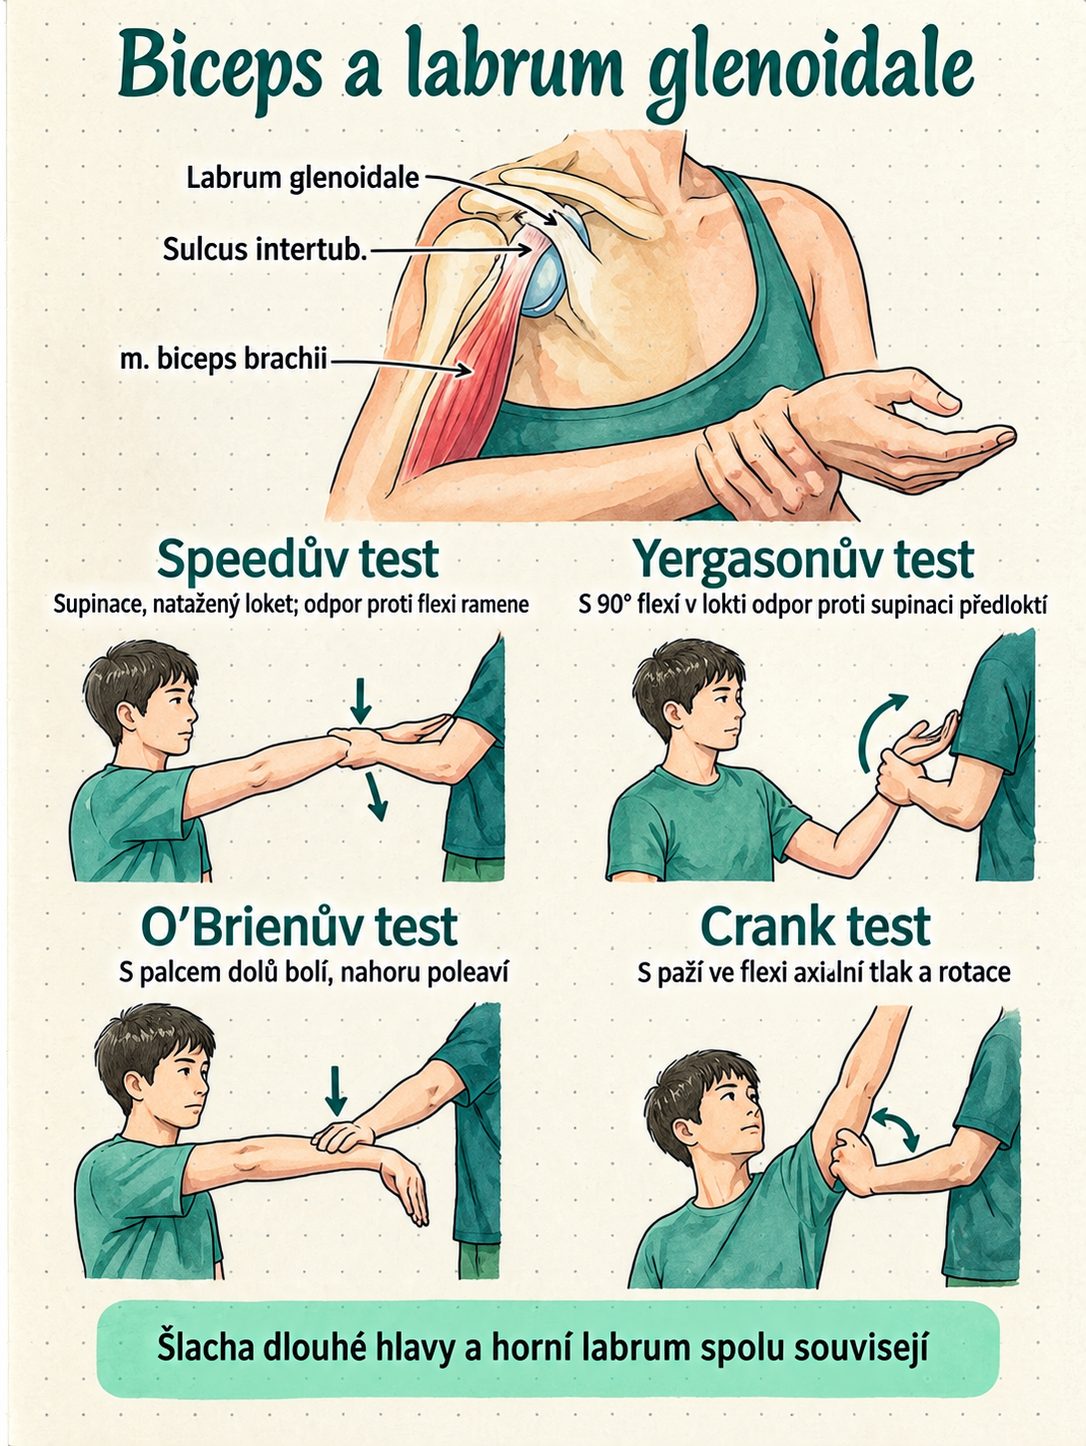 Biceps a labrum glenoidale
Labrum glenoidale
Sulcus intertub.
m. biceps brachii
Speedův test
Supinace, natažený loket; odpor proti flexi ramene
Yergasonův test
S 90° flexí v lokti odpor proti supinaci předloktí
O'Brienův test
S palcem dolů bolí, nahoru poleaví
Crank test
S paží ve flexi axiální tlak a rotace
Šlacha dlouhé hlavy a horní labrum spolu souvisejí